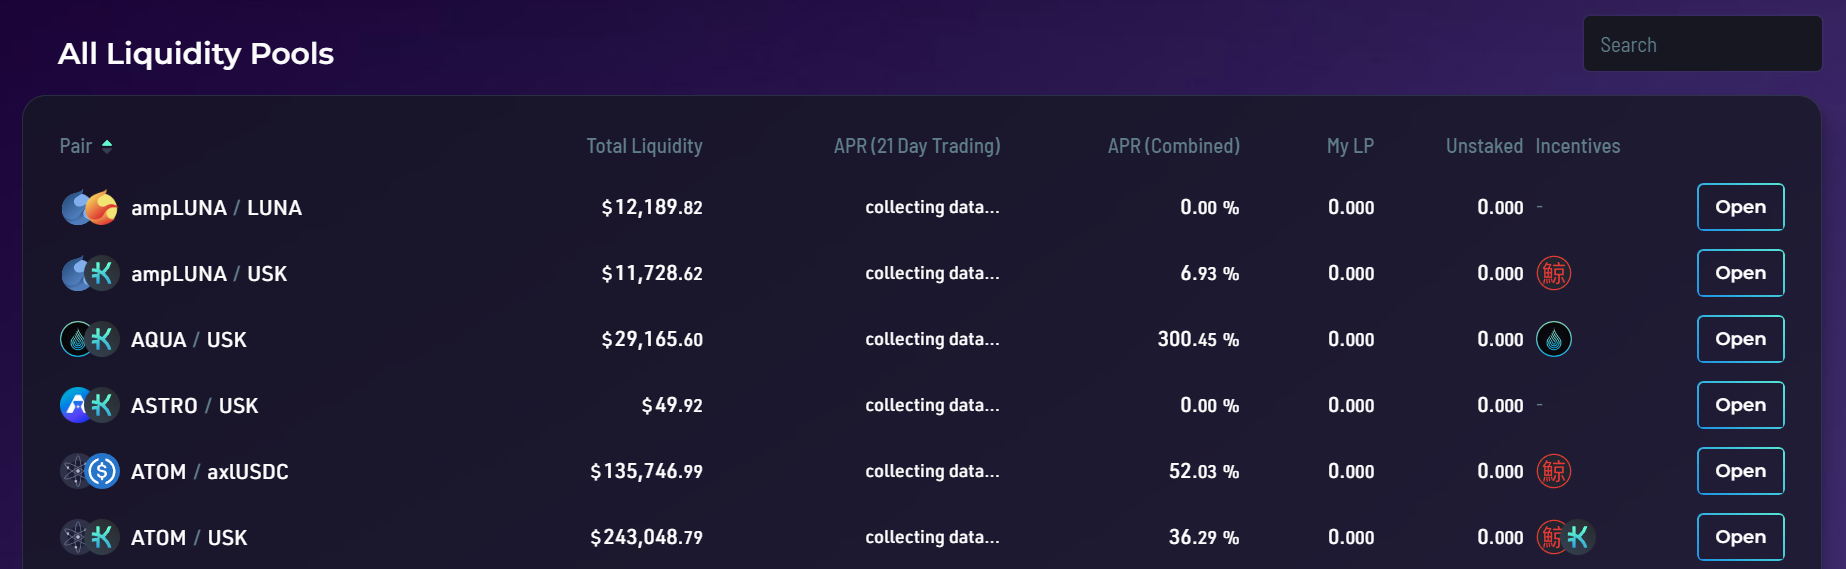 All Liquidity Pools
Search
Pair Total Liquidity APR (21 Day Trading) APR (Combined) My LP Unstaked Incentives
ampLUNA / LUNA $12,189.82 collecting data... 0.00 % 0.000 0.000 - Open
ampLUNA / USK $11,728.62 collecting data... 6.93 % 0.000 0.000 鯨 Open
AQUA / USK $29,165.60 collecting data... 300.45 % 0.000 0.000 Open
ASTRO / USK $49.92 collecting data... 0.00 % 0.000 0.000 - Open
ATOM / axlUSDC $135,746.99 collecting data... 52.03 % 0.000 0.000 鯨 Open
ATOM / USK $243,048.79 collecting data... 36.29 % 0.000 0.000 鯨 Open